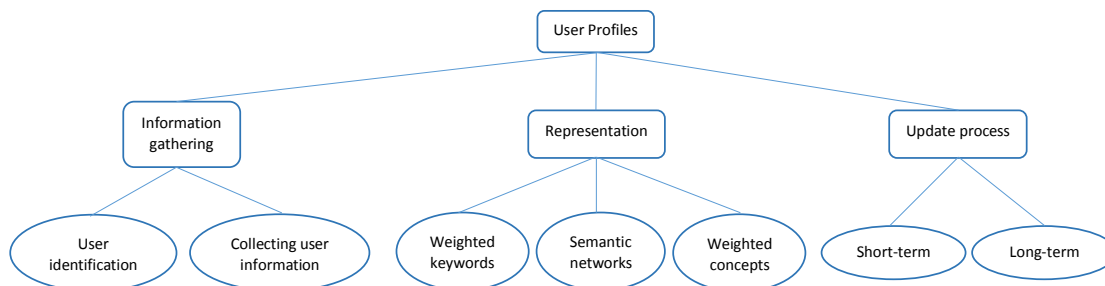 User Profiles
Information
gathering
Representation
Update process
User
identification
Collecting user
information
Weighted
keywords
Semantic
networks
Weighted
concepts
Short-term
Long-term